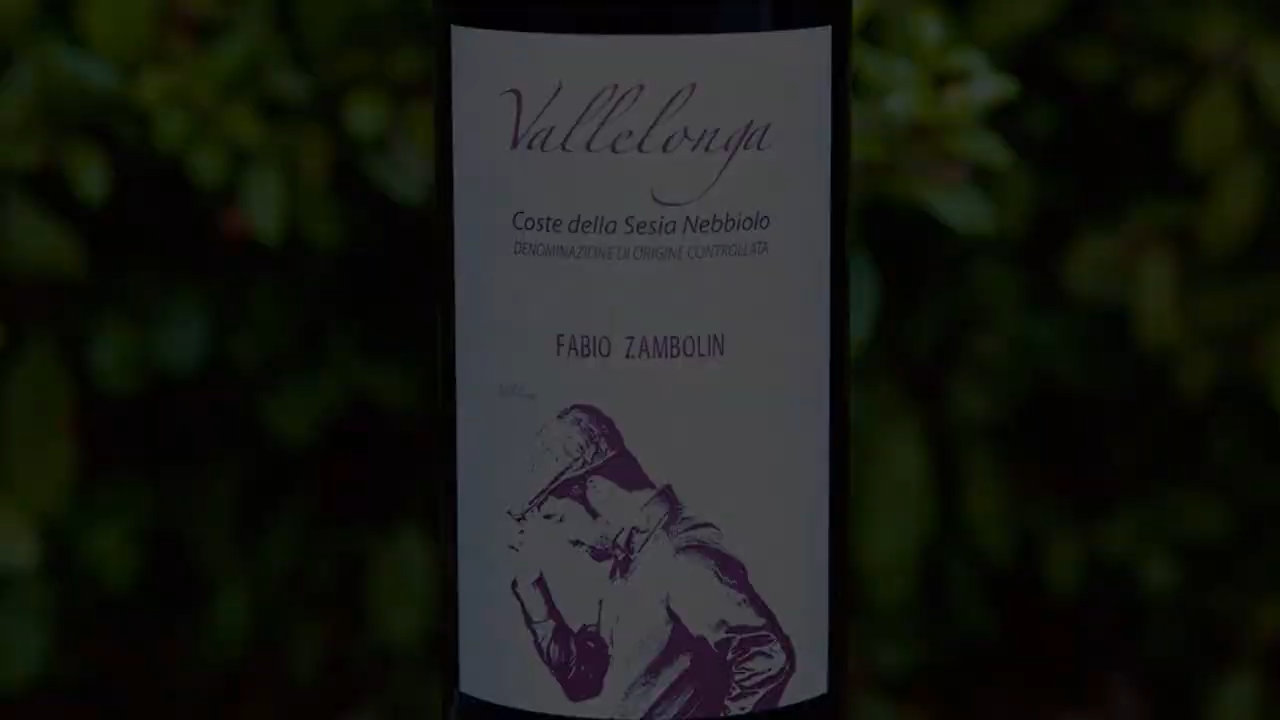 Vallelonga
Coste della Sesia Nebbiolo
DENOMINAZIONE DI ORIGINE CONTROLLATA
FABIO ZAMBOLIN